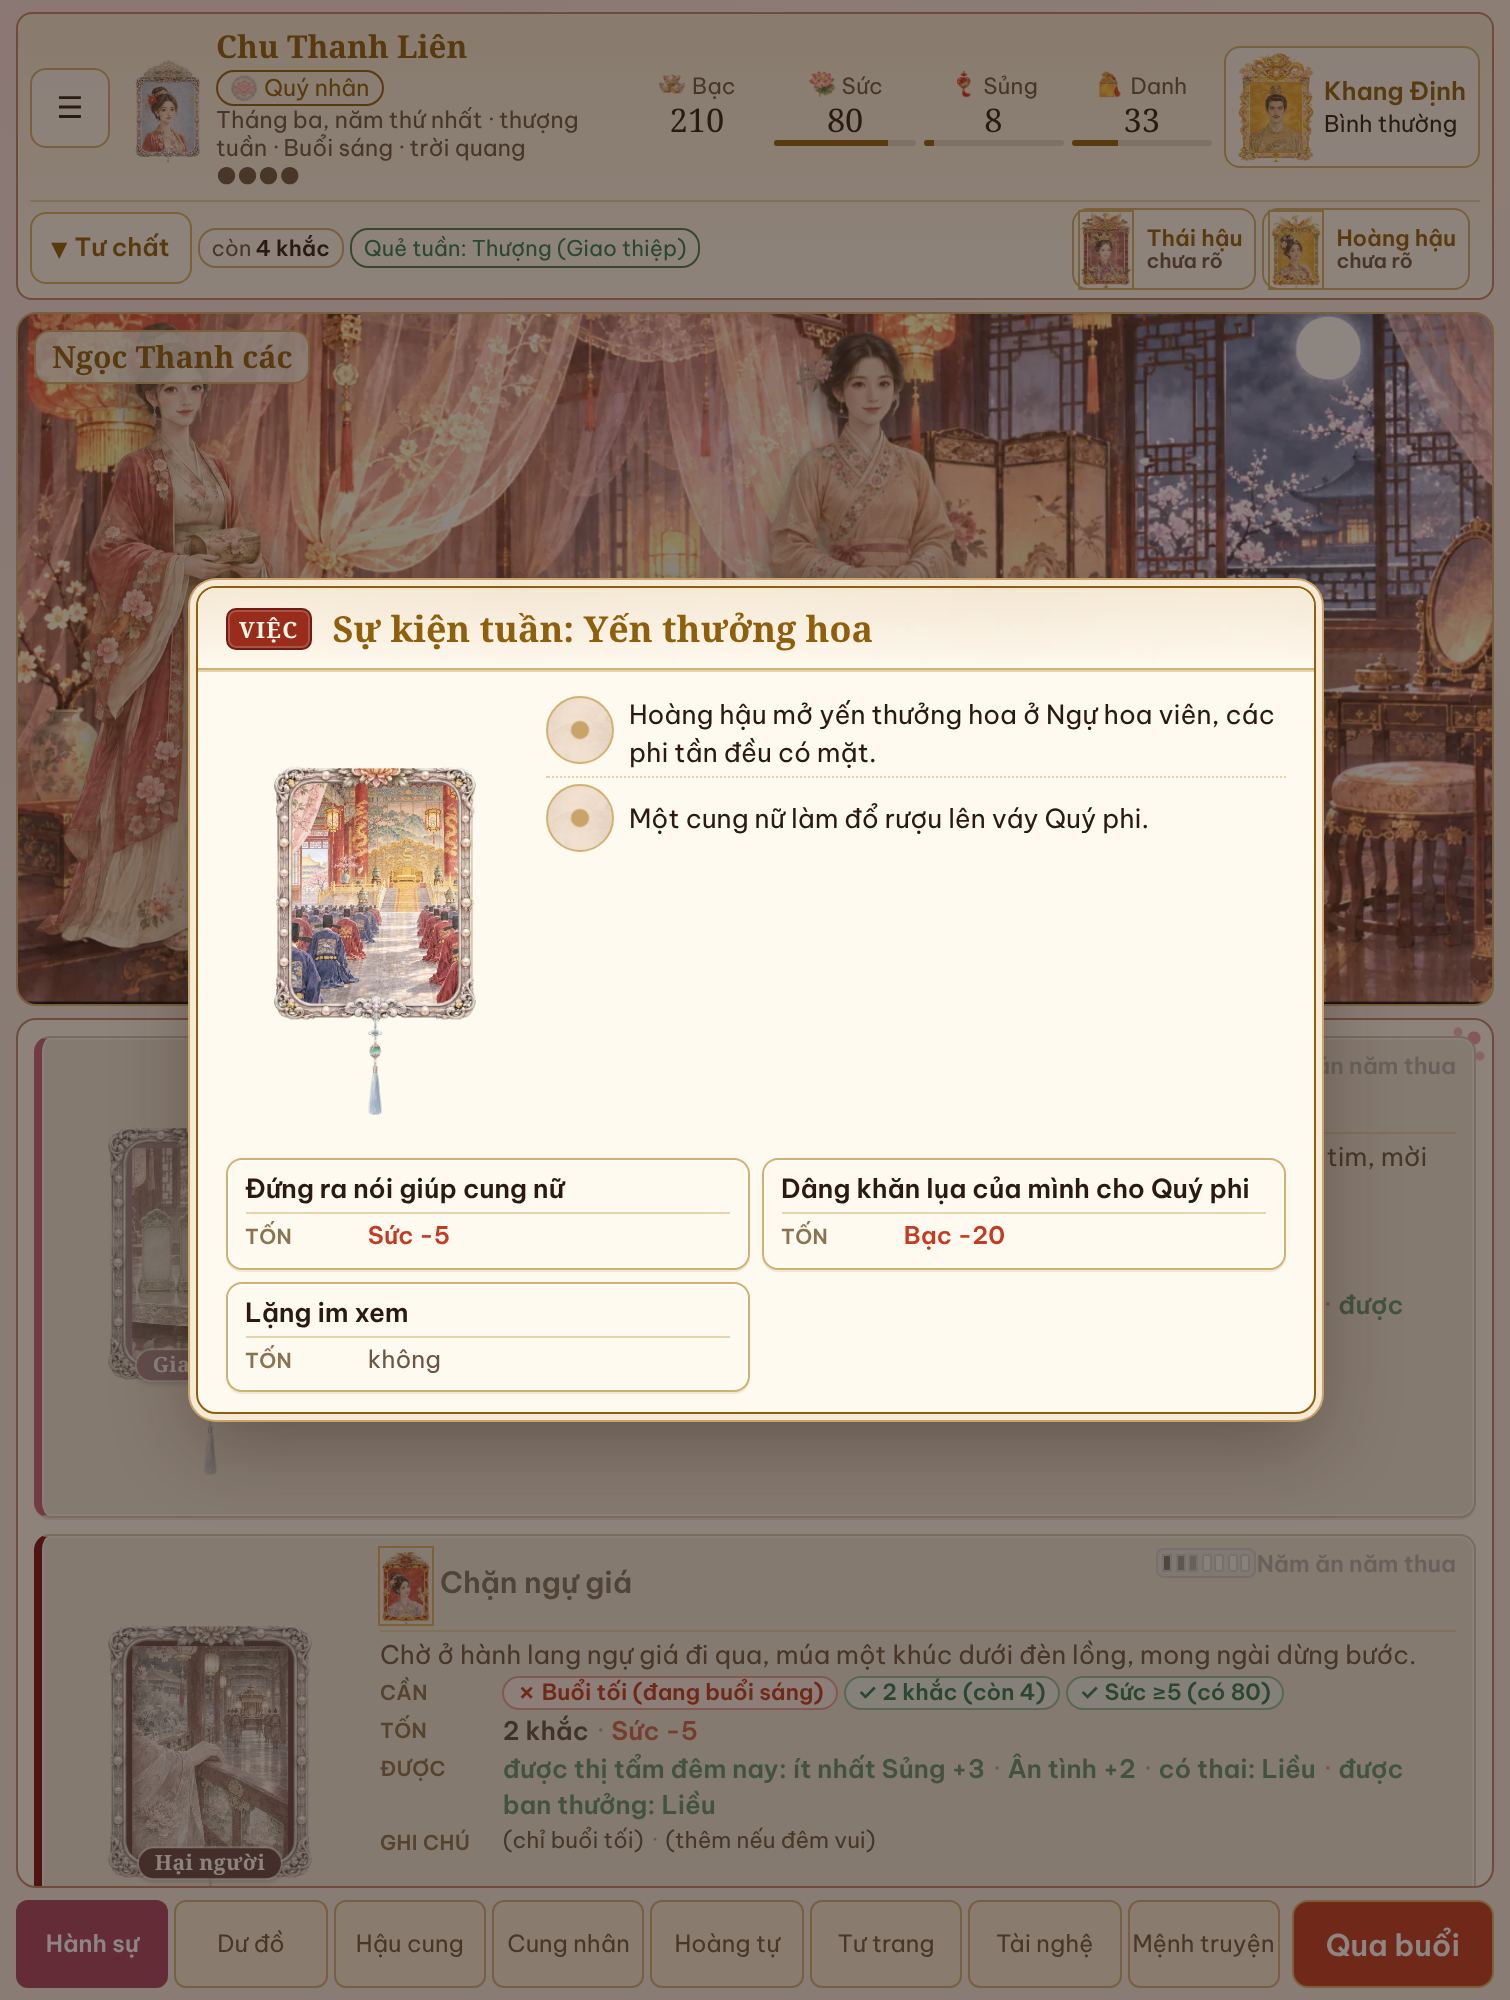 ☰
Chu Thanh Liên
Quý nhân
Tháng ba, năm thứ nhất · thượng
tuần · Buổi sáng · trời quang
Bạc
210
Sức
80
Sủng
8
Danh
33
Khang Định
Bình thường
▼ Tư chất
còn 4 khắc
Quẻ tuần: Thượng (Giao thiệp)
Thái hậu
chưa rõ
Hoàng hậu
chưa rõ
Ngọc Thanh các
VIỆC
Sự kiện tuần: Yến thưởng hoa
Hoàng hậu mở yến thưởng hoa ở Ngự hoa viên, các
phi tần đều có mặt.
Một cung nữ làm đổ rượu lên váy Quý phi.
Đứng ra nói giúp cung nữ
TỐN Sức -5
Dâng khăn lụa của mình cho Quý phi
TỐN Bạc -20
Lặng im xem
TỐN không
ăn năm thua
tim, mời
· được
Gia
Chặn ngự giá
Năm ăn năm thua
Chờ ở hành lang ngự giá đi qua, múa một khúc dưới đèn lồng, mong ngài dừng bước.
CẦN × Buổi tối (đang buổi sáng) ✓ 2 khắc (còn 4) ✓ Sức ≥5 (có 80)
TỐN 2 khắc · Sức -5
ĐƯỢC được thị tẩm đêm nay: ít nhất Sủng +3 · Ân tình +2 · có thai: Liều · được
ban thưởng: Liều
GHI CHÚ (chỉ buổi tối) · (thêm nếu đêm vui)
Hại người
Hành sự
Dư đồ
Hậu cung
Cung nhân
Hoàng tự
Tư trang
Tài nghệ
Mệnh truyện
Qua buổi